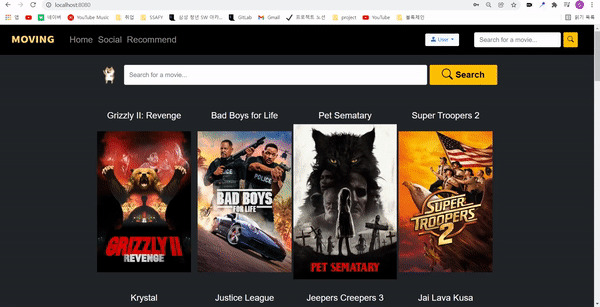 localhost:8080
앱
네이버
YouTube Music
취업
SSAFY
삼성 청년 SW 아카...
GitLab
Gmail
프로젝트 노션
project
YouTube
블록체인
읽기 목록
MOVING
Home Social Recommend
User
Search for a movie...
Search for a movie...
Search
Grizzly II: Revenge
Bad Boys for Life
Pet Sematary
Super Troopers 2
GRIZZLY II
REVENGE
POLICE
BAD BOYS
FOR LIFE
PET SEMATARY
SUPER
TROOPERS
2
Krystal
Justice League
Jeepers Creepers 3
Jai Lava Kusa